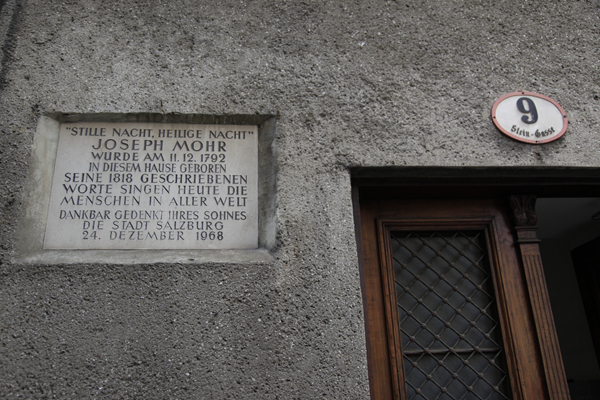 "STILLE NACHT, HEILIGE NACHT"
JOSEPH MOHR
WURDE AM 11. 12. 1792
IN DIESEM HAUSE GEBOREN
SEINE 1818 GESCHRIEBENEN
WORTE SINGEN HEUTE DIE
MENSCHEN IN ALLER WELT
DANKBAR GEDENKT IHRES SOHNES
DIE STADT SALZBURG
24. DEZEMBER 1968
9
Stein-Gasse